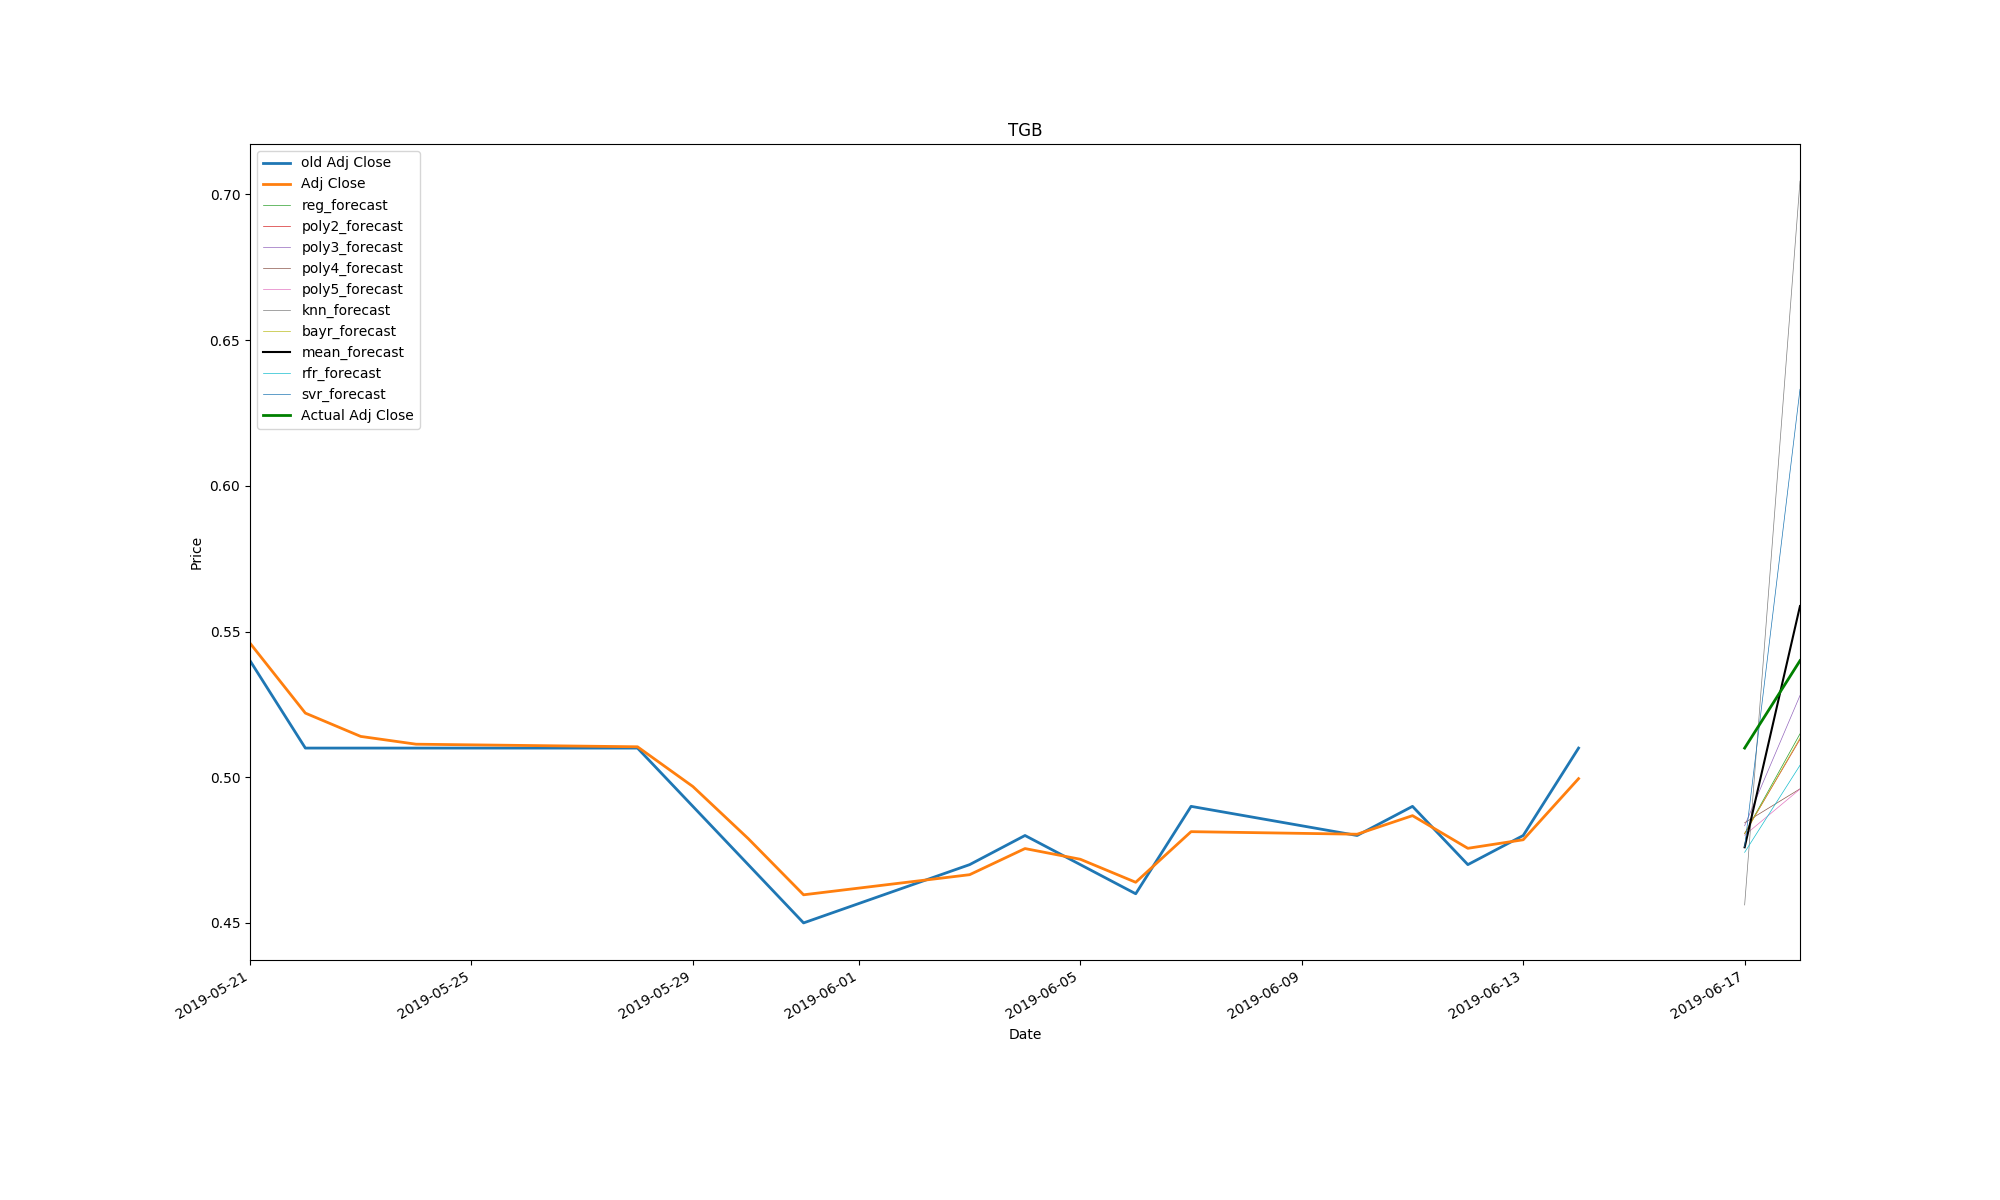 TGB
old Adj Close
Adj Close
reg_forecast
poly2_forecast
poly3_forecast
poly4_forecast
poly5_forecast
knn_forecast
bayr_forecast
mean_forecast
rfr_forecast
svr_forecast
Actual Adj Close
0.70
0.65
0.60
0.55
0.50
0.45
Price
2019-05-21
2019-05-25
2019-05-29
2019-06-01
2019-06-05
2019-06-09
2019-06-13
2019-06-17
Date